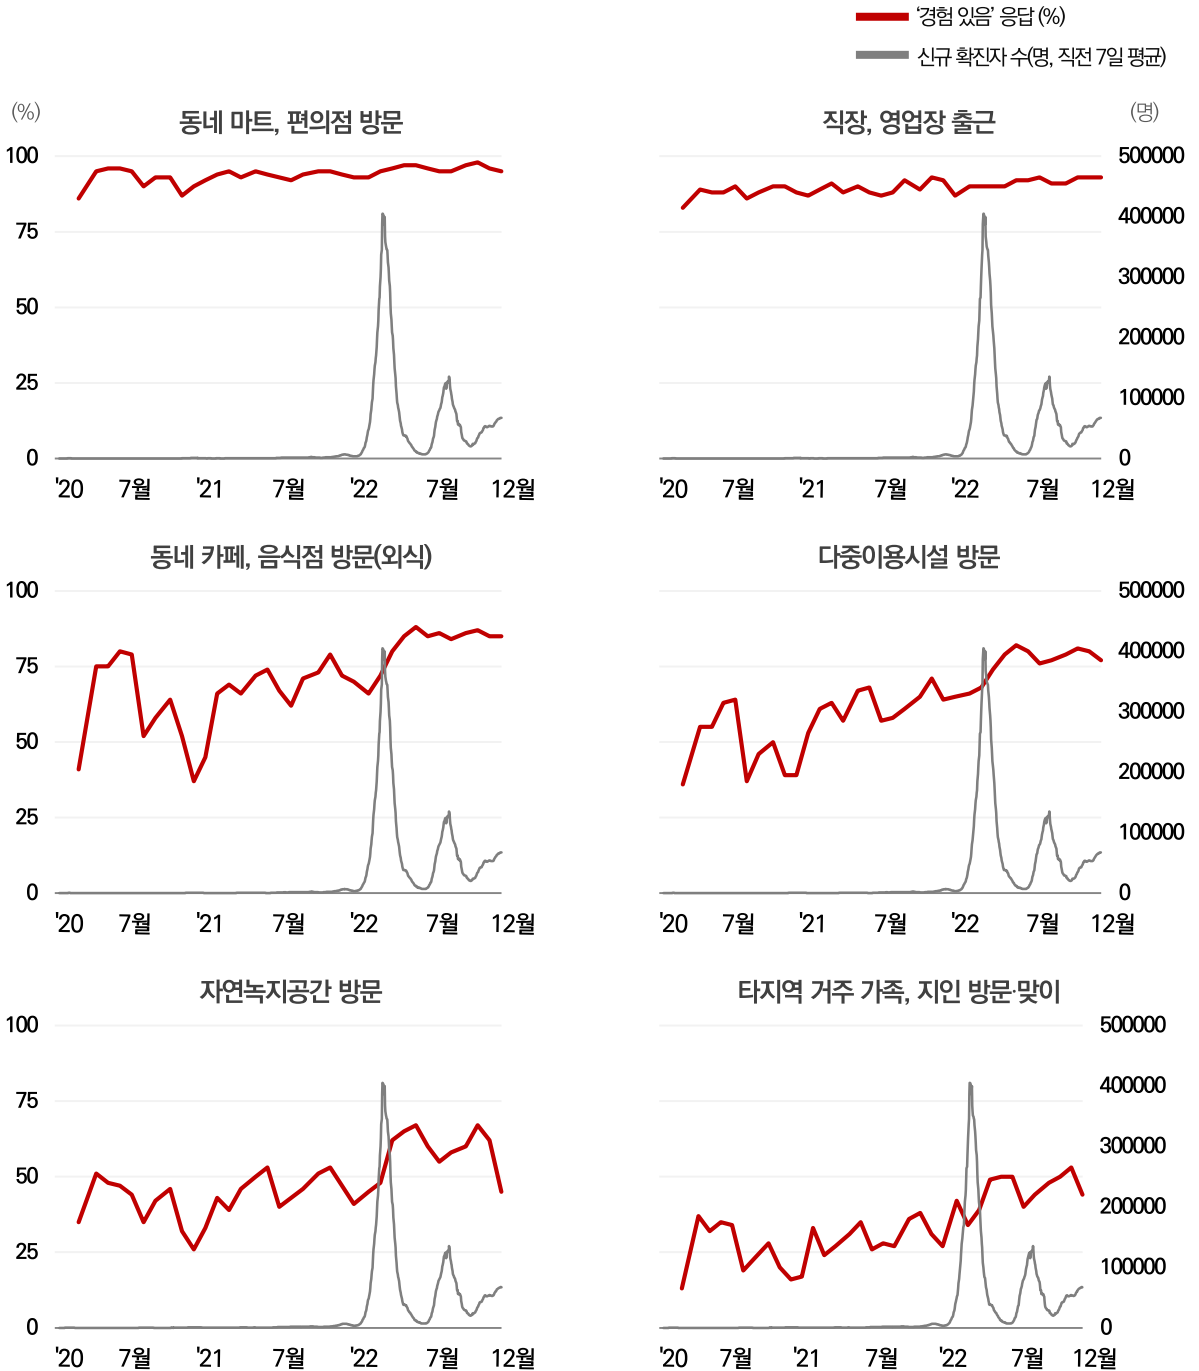 ‘경험 있음’ 응답 (%)
신규 확진자 수(명, 직전 7일 평균)
(%)
동네 마트, 편의점 방문
100
75
50
25
0
'20 7월 '21 7월 '22 7월 12월
직장, 영업장 출근
(명)
500000
400000
300000
200000
100000
0
'20 7월 '21 7월 '22 7월 12월
동네 카페, 음식점 방문(외식)
100
75
50
25
0
'20 7월 '21 7월 '22 7월 12월
다중이용시설 방문
500000
400000
300000
200000
100000
0
'20 7월 '21 7월 '22 7월 12월
자연녹지공간 방문
100
75
50
25
0
'20 7월 '21 7월 '22 7월 12월
타지역 거주 가족, 지인 방문·맞이
500000
400000
300000
200000
100000
0
'20 7월 '21 7월 '22 7월 12월